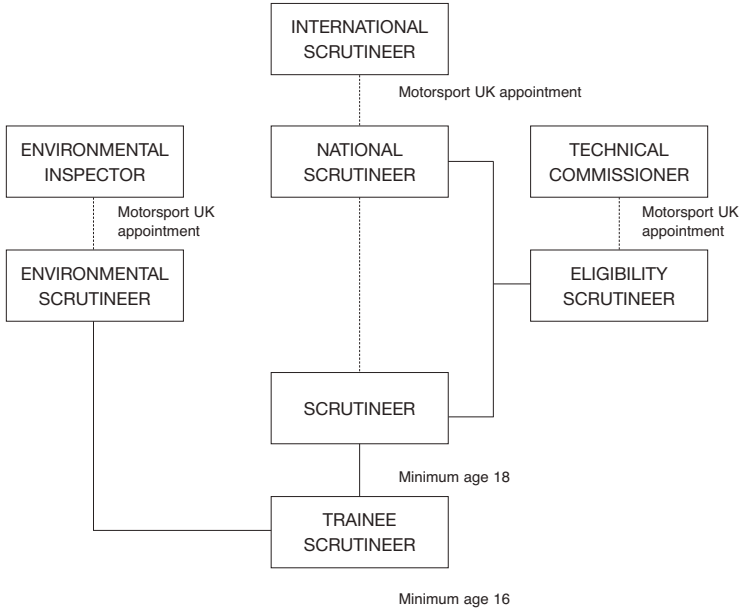 INTERNATIONAL
SCRUTINEER
Motorsport UK appointment
ENVIRONMENTAL
INSPECTOR
NATIONAL
SCRUTINEER
TECHNICAL
COMMISSIONER
Motorsport UK
appointment
Motorsport UK
appointment
ENVIRONMENTAL
SCRUTINEER
ELIGIBILITY
SCRUTINEER
SCRUTINEER
Minimum age 18
TRAINEE
SCRUTINEER
Minimum age 16